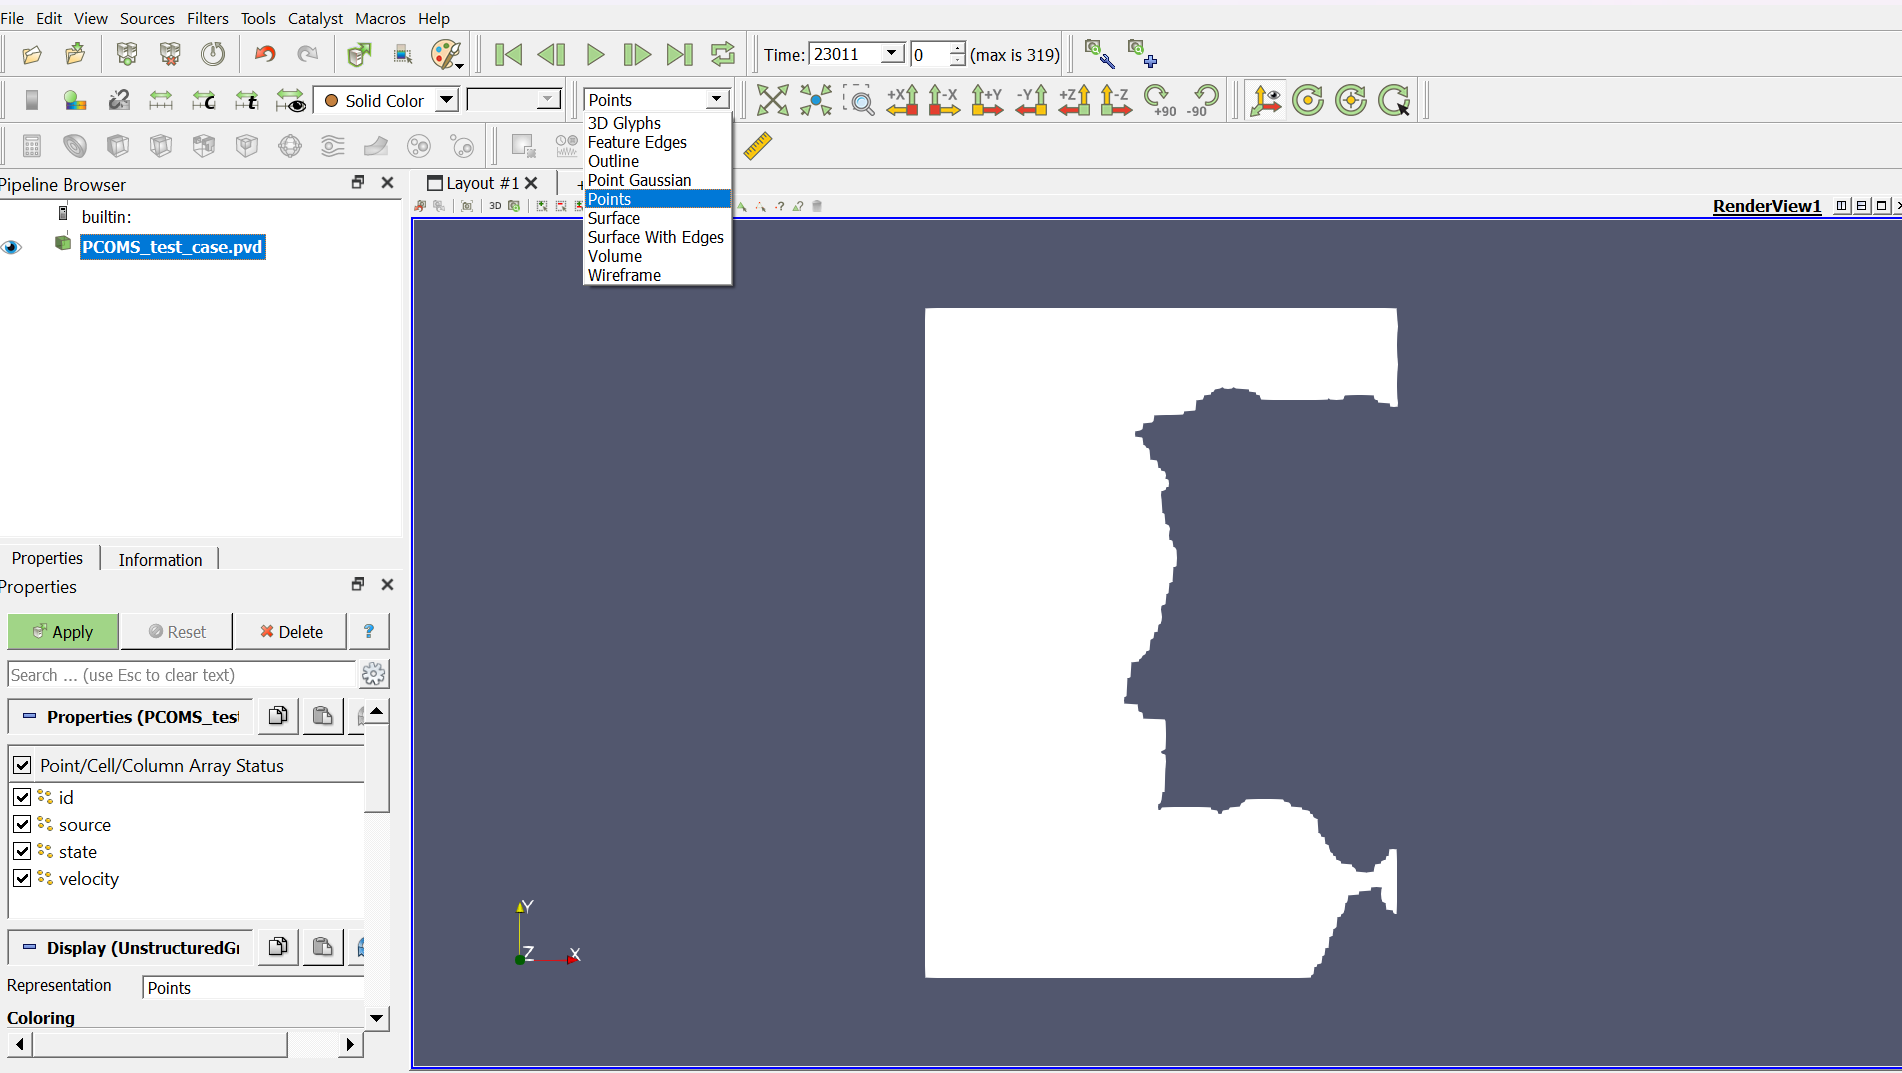 File Edit View Sources Filters Tools Catalyst Macros Help
Time: 23011 0 (max is 319)
Solid Color Points +X -X +Y -Y +Z -Z +90 -90
3D Glyphs
Feature Edges
Outline
Point Gaussian
Points
Surface
Surface With Edges
Volume
Wireframe
Pipeline Browser
builtin:
PCOMS_test_case.pvd
Layout #1
3D
RenderView1
Properties Information
Properties
Apply Reset Delete ?
Search ... (use Esc to clear text)
Properties (PCOMS_test
Point/Cell/Column Array Status
id
source
state
velocity
Display (UnstructuredGr
Representation Points
Coloring
Y
Z X